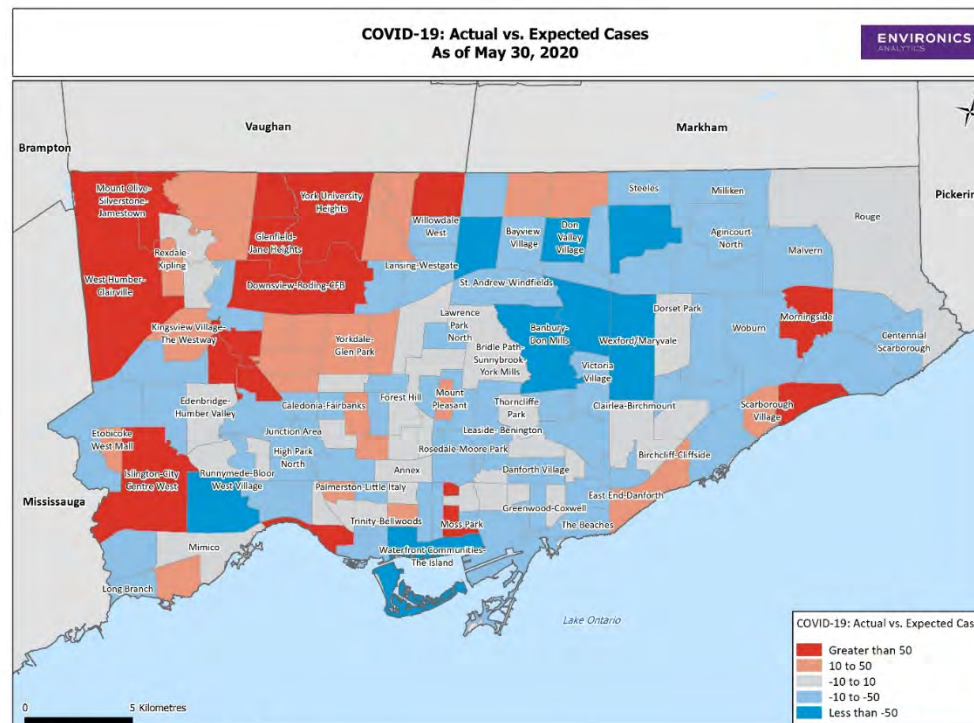 COVID-19: Actual vs. Expected Cases
As of May 30, 2020
ENVIRONICS
ANALYTICS
Vaughan
Markham
Brampton
Pickerin
Mount Olive-
Silverstone-
Jamestown
York University
Heights
Steeles
Milliken
Rouge
Willowdale
West
Bayview
Village
Don
Valley
Village
Agincourt
North
Glenfield-
Jane Heights
Rexdale-
Kipling
Malvern
Lansing-Westgate
West Humber-
Clairville
Downsview-Roding-CFB
St. Andrew-Windfields
Lawrence
Park
North
Dorset Park
Morningside
Kingsview Village-
The Westway
Yorkdale-
Glen Park
Banbury-
Don Mills
Wexford/Maryvale
Woburn
Centennial
Scarborough
Bridle Path-
Sunnybrook-
York Mills
Victoria
Village
Edenbridge-
Humber Valley
Forest Hill
Mount
Pleasant
Thorncliffe
Park
Caledonia-Fairbanks
Clairlea-Birchmount
Scarborough
Village
Etobicoke
West Mall
Junction Area
Leaside-Benington
High Park
North
Rosedale-Moore Park
Birchcliff-Cliffside
Islington-City
Centre West
Runnymede-Bloor
West Village
Annex
Danforth Village
Mississauga
Palmerston-Little Italy
East End-Danforth
Greenwood-Coxwell
Trinity-Bellwoods
Moss Park
The Beaches
Mimico
Waterfront Communities-
The Island
Long Branch
Lake Ontario
COVID-19: Actual vs. Expected Cas
Greater than 50
10 to 50
-10 to 10
-10 to -50
Less than -50
0 5 Kilometres